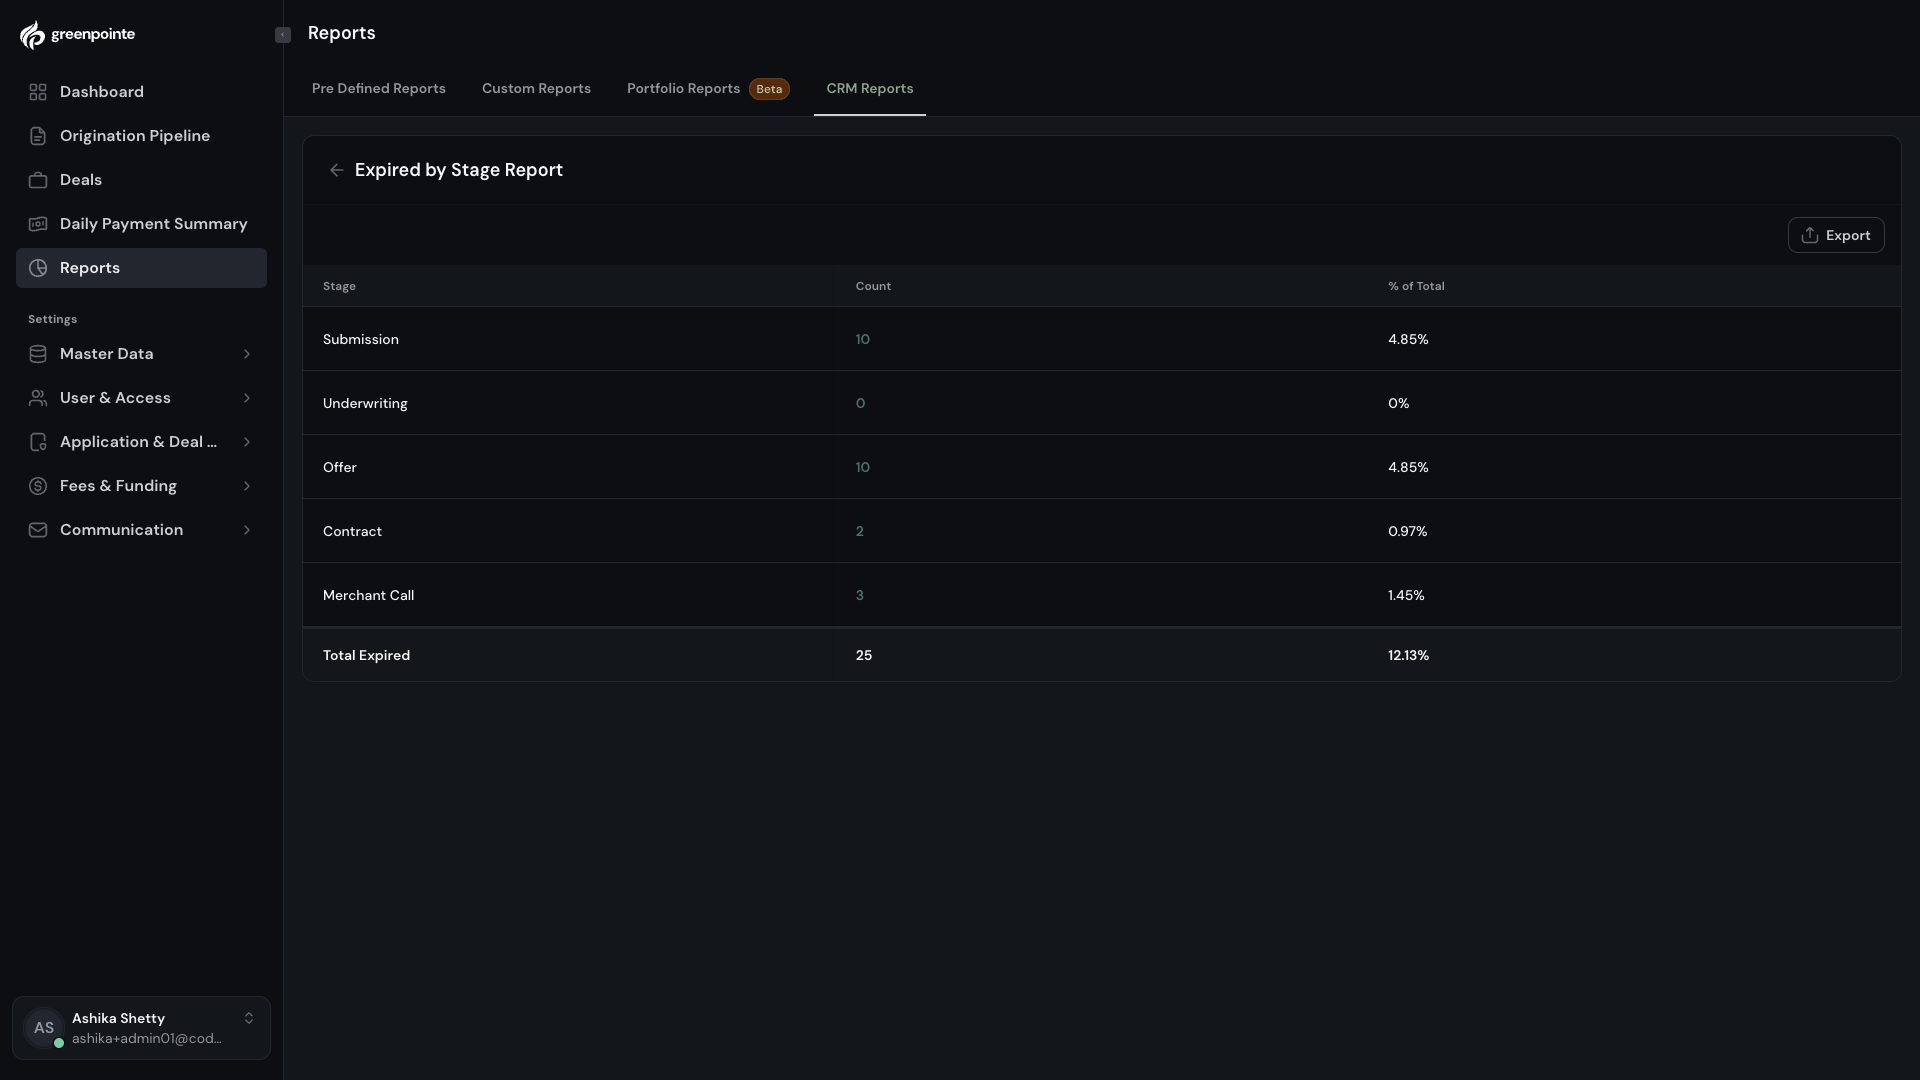 greenpointe
Reports
Dashboard
Origination Pipeline
Deals
Daily Payment Summary
Reports
Settings
Master Data
User & Access
Application & Deal ...
Fees & Funding
Communication
Ashika Shetty
AS
ashika+admin01@cod...
Pre Defined Reports
Custom Reports
Portfolio Reports Beta
CRM Reports
Expired by Stage Report
Export
Stage Count % of Total
Submission 10 4.85%
Underwriting 0 0%
Offer 10 4.85%
Contract 2 0.97%
Merchant Call 3 1.45%
Total Expired 25 12.13%